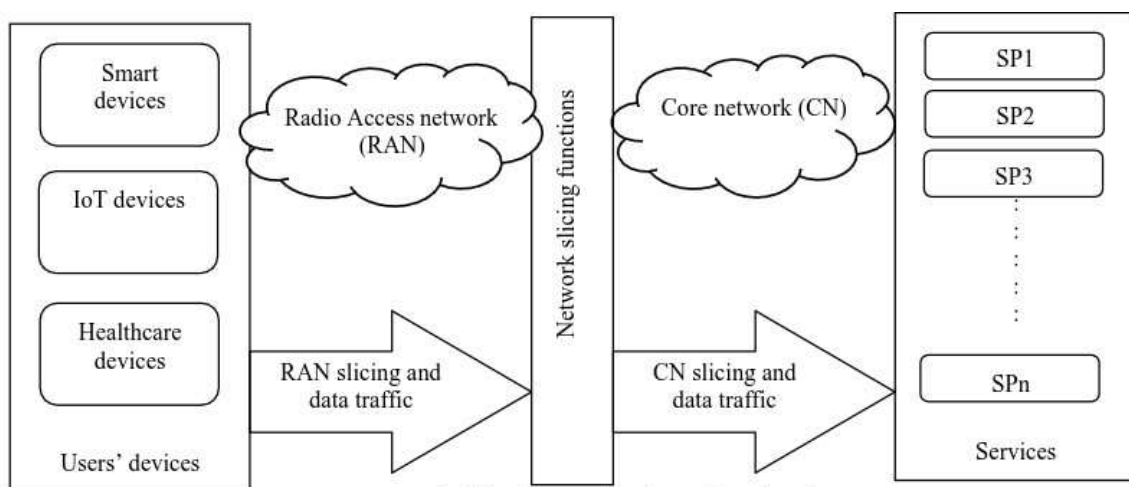 Smart
devices
IoT devices
Healthcare
devices
Users’ devices
Radio Access network
(RAN)
RAN slicing and
data traffic
Network slicing functions
Core network (CN)
CN slicing and
data traffic
SP1
SP2
SP3
SPn
Services